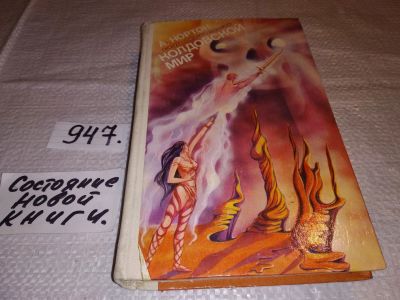 А. НОРТОН
КОЛДОВСКОЙ
МИР
947.
Состояние
Новой
книги.